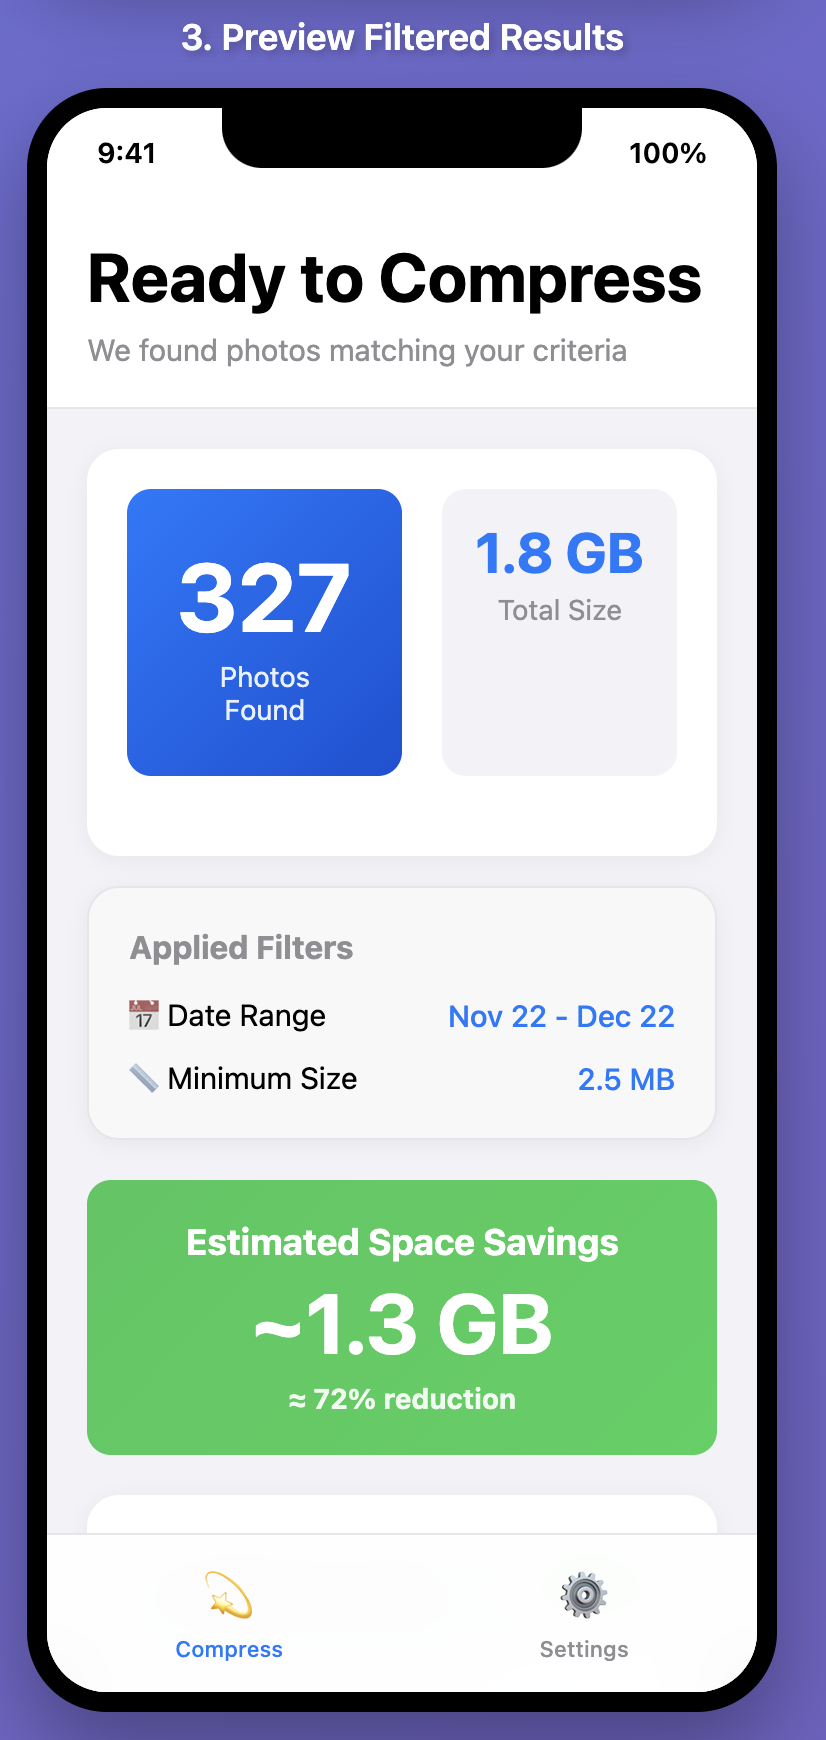 3. Preview Filtered Results
9:41
100%
Ready to Compress
We found photos matching your criteria
327
Photos
Found
1.8 GB
Total Size
Applied Filters
17 Date Range
Nov 22 - Dec 22
Minimum Size
2.5 MB
Estimated Space Savings
~1.3 GB
≈ 72% reduction
Compress
Settings